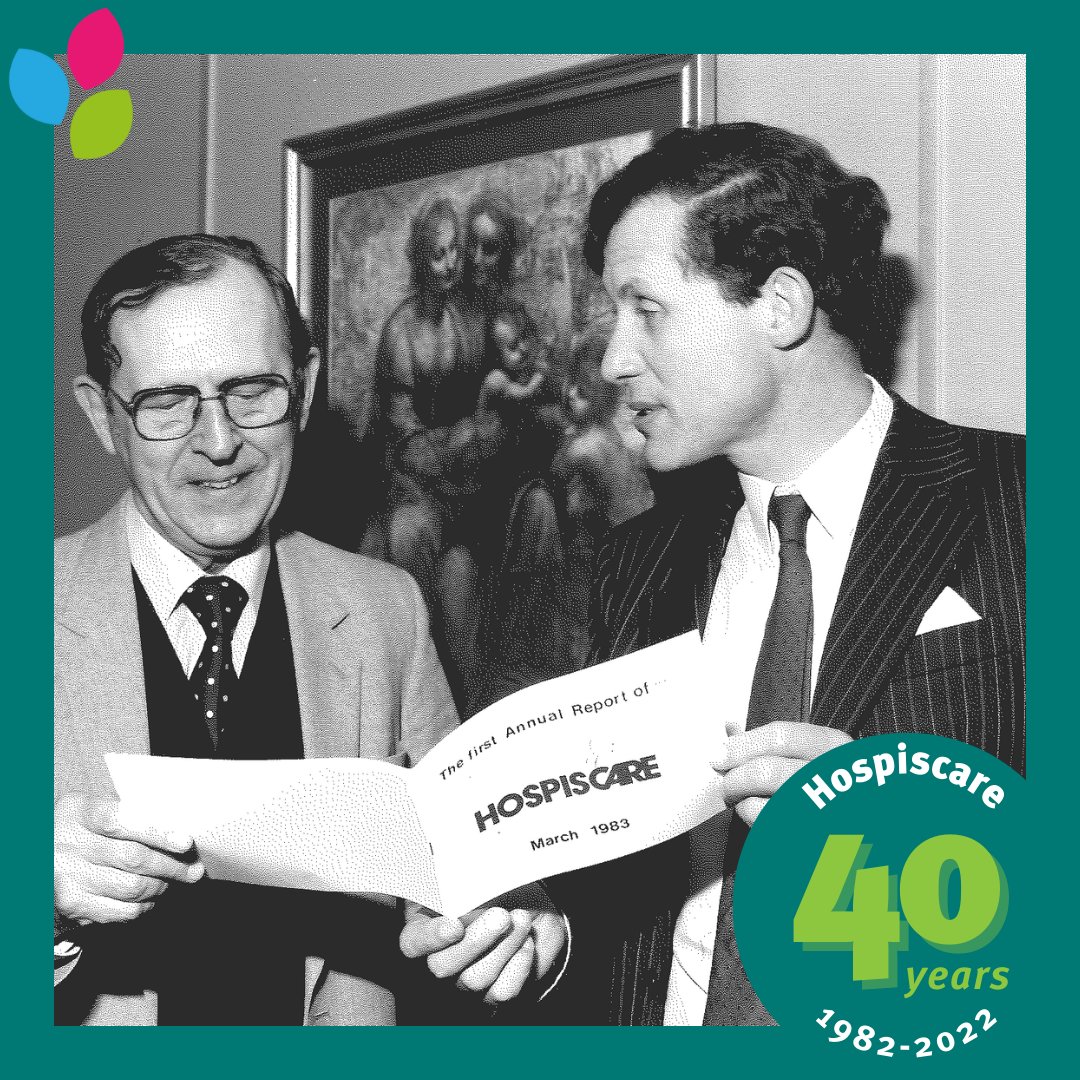 The first Annual Report of ...
HOSPISCARE
March 1983
Hospiscare
40
years
1982-2022